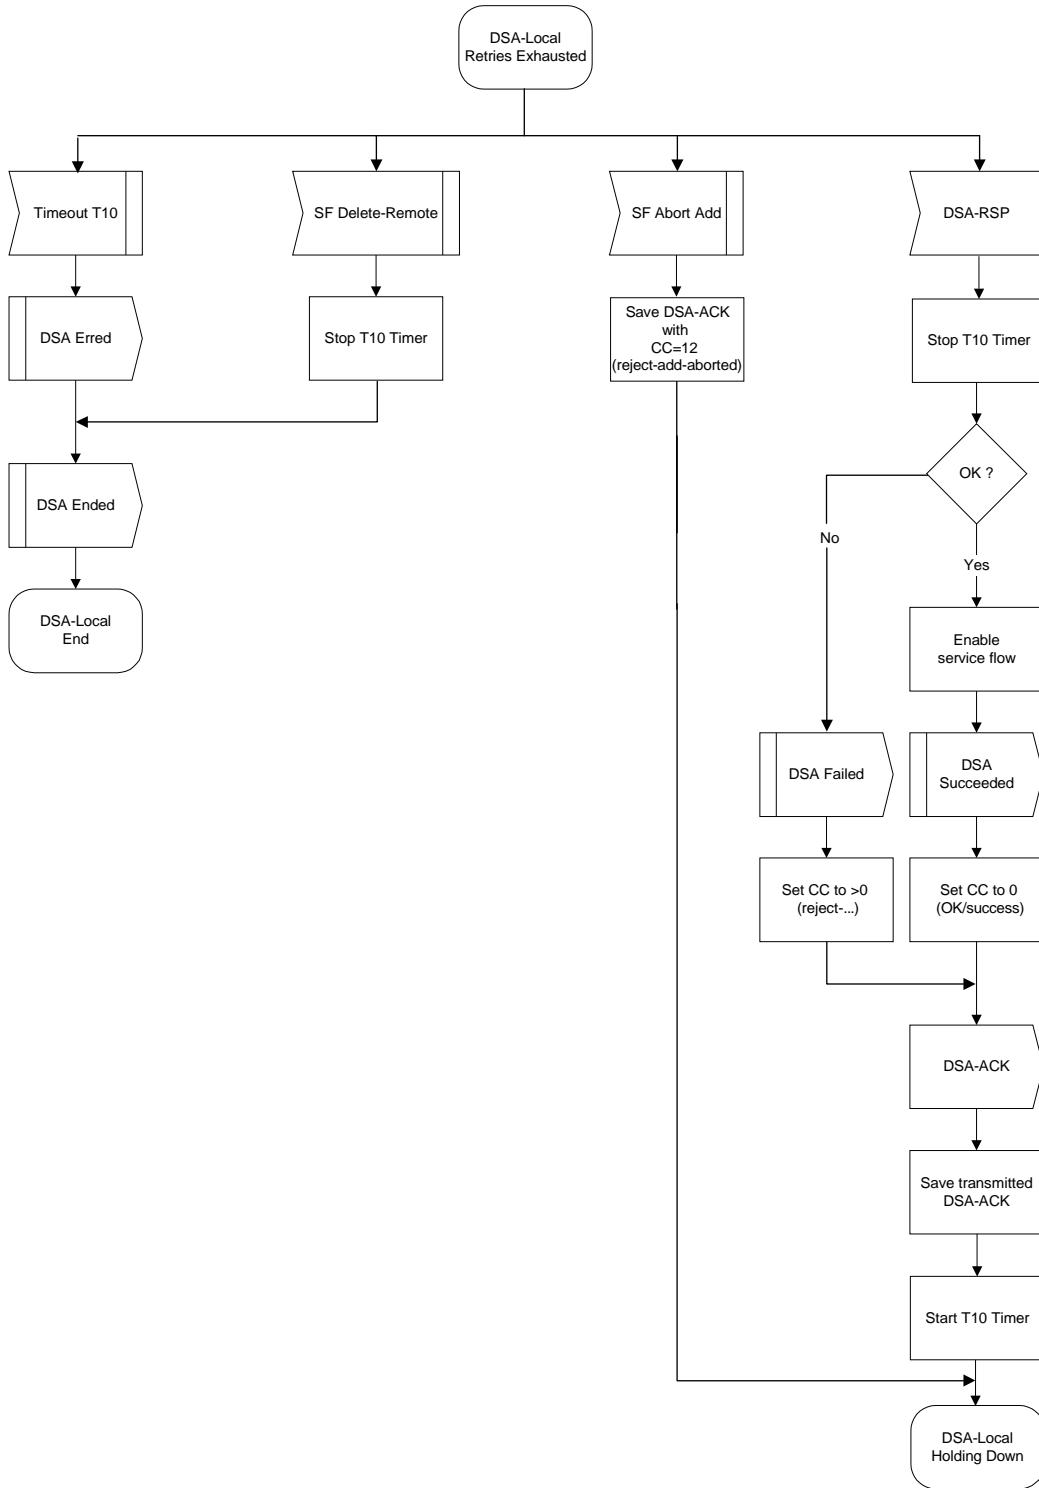 DSA-Local
Retries Exhausted
Timeout T10
SF Delete-Remote
SF Abort Add
DSA-RSP
DSA Erred
Stop T10 Timer
Save DSA-ACK
with
CC=12
(reject-add-aborted)
Stop T10 Timer
OK ?
DSA Ended
No
Yes
DSA-Local
End
Enable
service flow
DSA Failed
DSA
Succeeded
Set CC to >0
(reject-...)
Set CC to 0
(OK/success)
DSA-ACK
Save transmitted
DSA-ACK
Start T10 Timer
DSA-Local
Holding Down